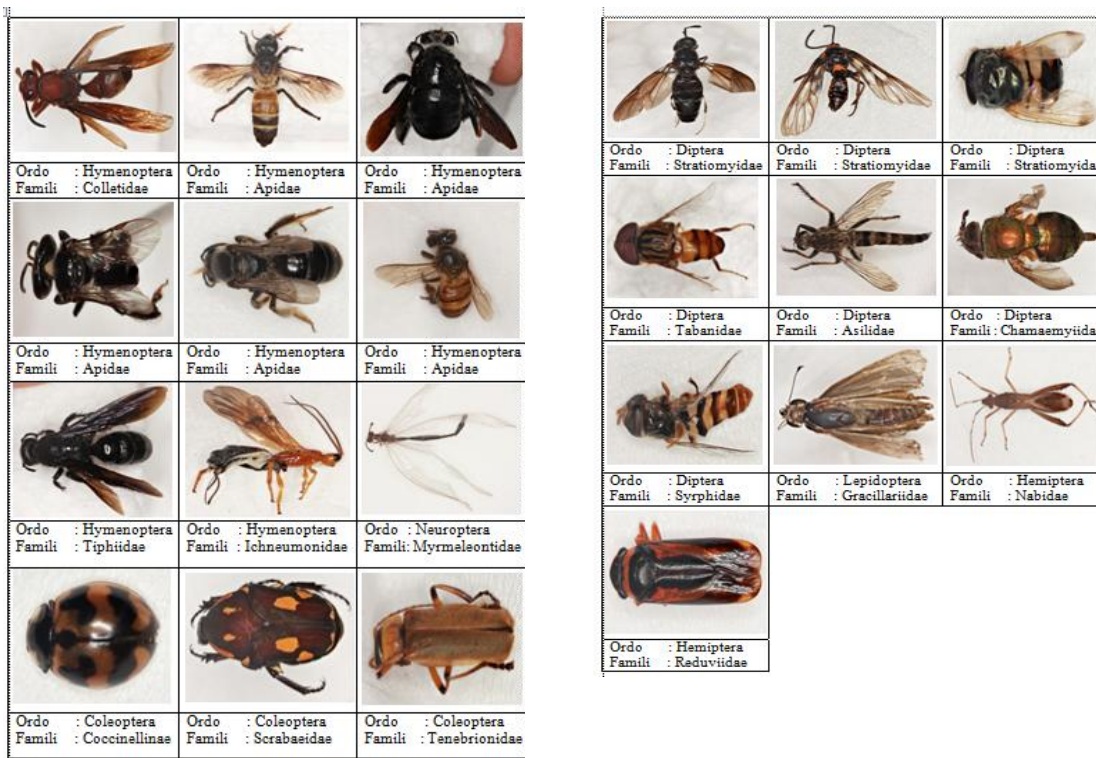 Ordo : Hymenoptera
Famili : Colletidae
Ordo : Hymenoptera
Famili : Apidae
Ordo : Hymenoptera
Famili : Apidae
Ordo : Hymenoptera
Famili : Apidae
Ordo : Hymenoptera
Famili : Apidae
Ordo : Hymenoptera
Famili : Apidae
Ordo : Hymenoptera
Famili : Tiphiidae
Ordo : Hymenoptera
Famili : Ichneumonidae
Ordo : Neuroptera
Famili: Myrmeleontidae
Ordo : Coleoptera
Famili : Coccinellinae
Ordo : Coleoptera
Famili : Scrabaeidae
Ordo : Coleoptera
Famili : Tenebrionidae
Ordo : Diptera
Famili : Stratiomyidae
Ordo : Diptera
Famili : Stratiomyidae
Ordo : Diptera
Famili : Stratiomyida
Ordo : Diptera
Famili : Tabanidae
Ordo : Diptera
Famili : Asilidae
Ordo : Diptera
Famili : Chamaemyiida
Ordo : Diptera
Famili : Syrphidae
Ordo : Lepidoptera
Famili : Gracillariidae
Ordo : Hemiptera
Famili : Nabidae
Ordo : Hemiptera
Famili : Reduviidae